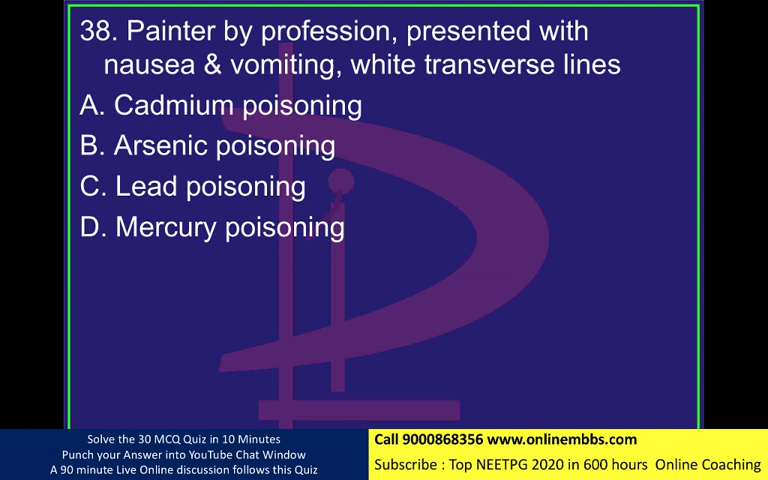 38. Painter by profession, presented with
nausea & vomiting, white transverse lines
A. Cadmium poisoning
B. Arsenic poisoning
C. Lead poisoning
D. Mercury poisoning
Solve the 30 MCQ Quiz in 10 Minutes
Punch your Answer into YouTube Chat Window
A 90 minute Live Online discussion follows this Quiz
Call 9000868356 www.onlinembbs.com
Subscribe : Top NEETPG 2020 in 600 hours Online Coaching